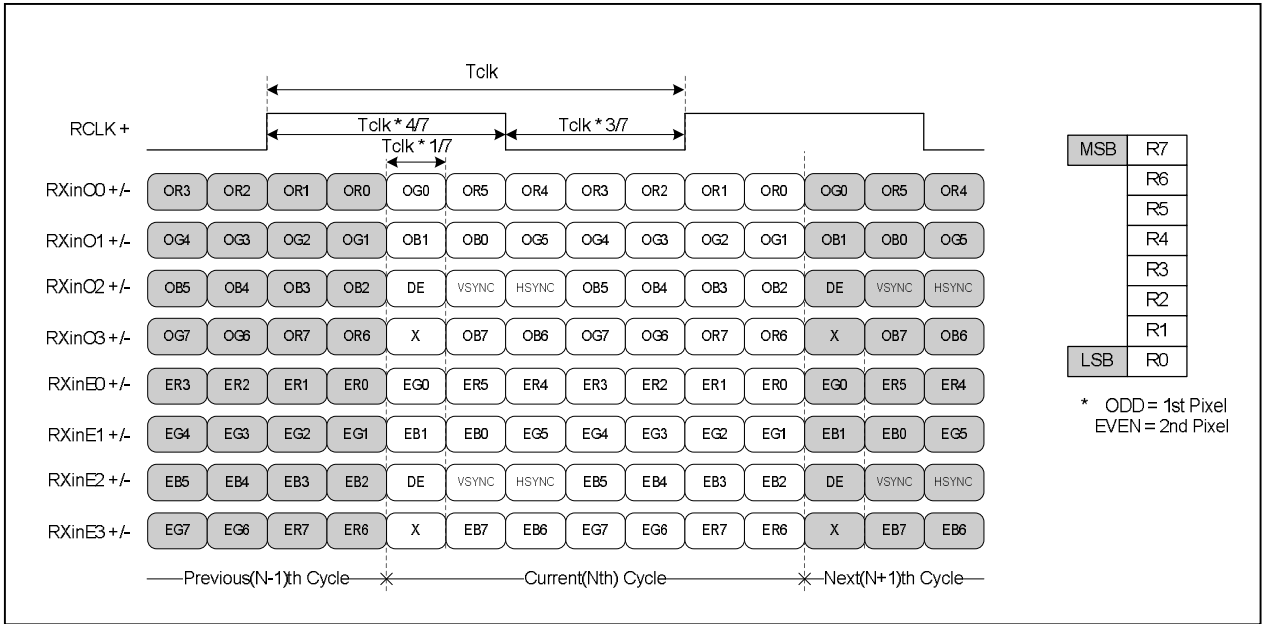 Tclk
RCLK +
Tclk * 4/7
Tclk * 3/7
Tclk * 1/7
RXinO0 +/- OR3 OR2 OR1 OR0 OG0 OR5 OR4 OR3 OR2 OR1 OR0 OG0 OR5 OR4
RXinO1 +/- OG4 OG3 OG2 OG1 OB1 OB0 OG5 OG4 OG3 OG2 OG1 OB1 OB0 OG5
RXinO2 +/- OB5 OB4 OB3 OB2 DE VSYNC HSYNC OB5 OB4 OB3 OB2 DE VSYNC HSYNC
RXinO3 +/- OG7 OG6 OR7 OR6 X OB7 OB6 OG7 OG6 OR7 OR6 X OB7 OB6
RXinE0 +/- ER3 ER2 ER1 ER0 EG0 ER5 ER4 ER3 ER2 ER1 ER0 EG0 ER5 ER4
RXinE1 +/- EG4 EG3 EG2 EG1 EB1 EB0 EG5 EG4 EG3 EG2 EG1 EB1 EB0 EG5
RXinE2 +/- EB5 EB4 EB3 EB2 DE VSYNC HSYNC EB5 EB4 EB3 EB2 DE VSYNC HSYNC
RXinE3 +/- EG7 EG6 ER7 ER6 X EB7 EB6 EG7 EG6 ER7 ER6 X EB7 EB6
Previous(N-1)th Cycle Current(Nth) Cycle Next(N+1)th Cycle
MSB R7
R6
R5
R4
R3
R2
R1
LSB R0
* ODD = 1st Pixel
EVEN = 2nd Pixel